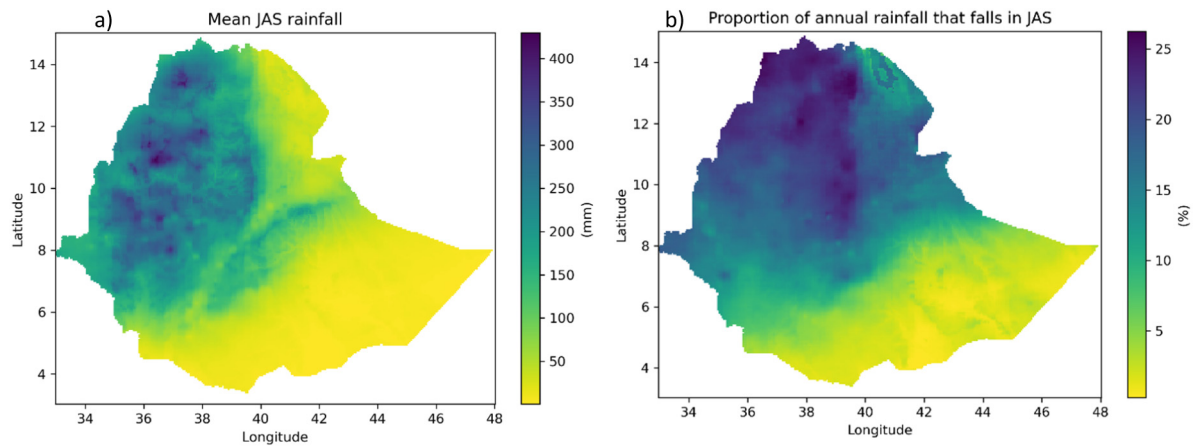 a)
Mean JAS rainfall
14
12
10
8
6
4
Latitude
34 36 38 40 42 44 46 48
Longitude
400
350
300
250
200
150
100
50
(mm)
b)
Proportion of annual rainfall that falls in JAS
14
12
10
8
6
4
Latitude
34 36 38 40 42 44 46 48
Longitude
25
20
15
10
5
(%)